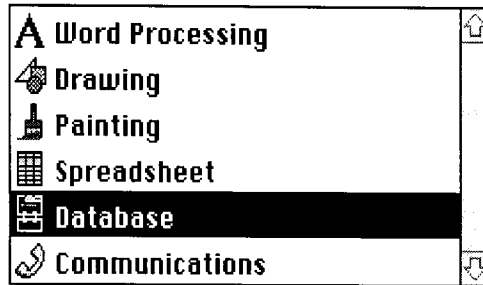 Word Processing
Drawing
Painting
Spreadsheet
Database
Communications